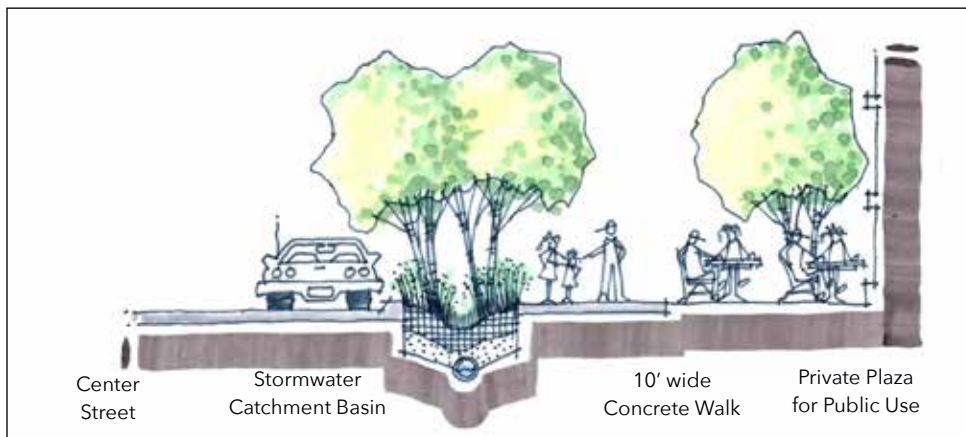 Center
Street
Stormwater
Catchment Basin
10' wide
Concrete Walk
Private Plaza
for Public Use